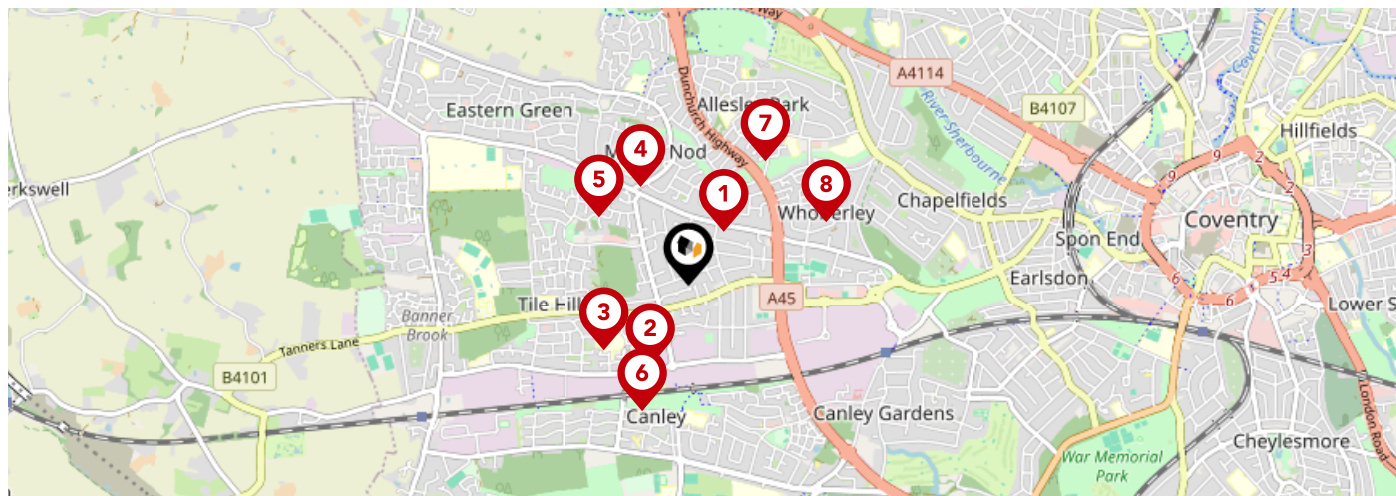 Way
A4114
Dunchurch Highway
Eastern Green
Allesley Park
B4107
River Sherbourne
Coventry
Hillfields
9
2
7
4
Nod
5
1
8
9
2
erkswell
Whoberley
Chapelfields
Coventry
Spon End
3
Earlsdon
6
5
4
6
Tile Hill
3
A45
Lower S
Banner
Brook
2
Tanners Lane
B4101
6
Canley
Canley Gardens
London Road
War Memorial
Park
Cheylesmore